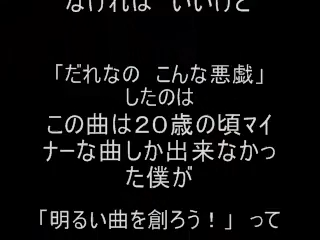 なければ いいけど
「だれなの こんな悪戯」
したのは
この曲は２０歳の頃マイ
ナーな曲しか出来なかっ
た僕が
「明るい曲を創ろう！」って